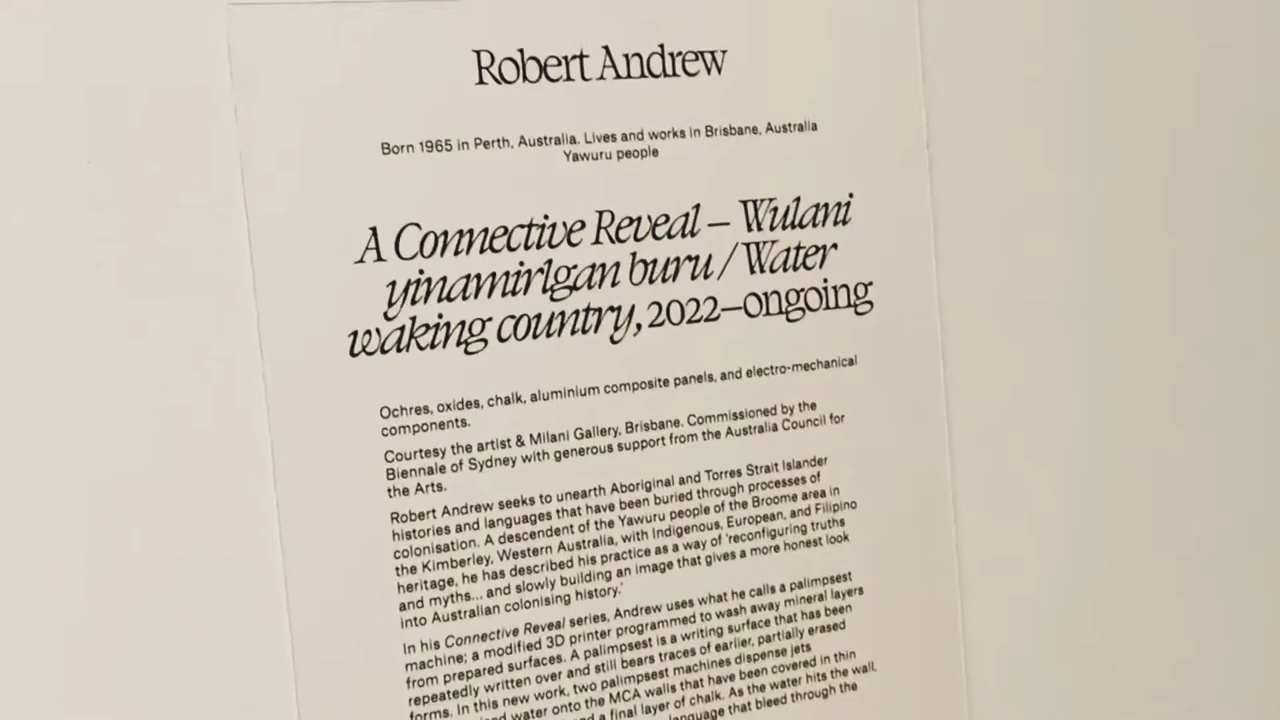 Robert Andrew
Born 1965 in Perth, Australia. Lives and works in Brisbane, Australia
Yawuru people
A Connective Reveal – Wulani
yinamirlgan buru / Water
waking country, 2022–ongoing
Ochres, oxides, chalk, aluminium composite panels, and electro-mechanical
components.
Courtesy the artist & Milani Gallery, Brisbane. Commissioned by the
Biennale of Sydney with generous support from the Australia Council for
the Arts.
Robert Andrew seeks to unearth Aboriginal and Torres Strait Islander
histories and languages that have been buried through processes of
colonisation. A descendent of the Yawuru people of the Broome area in
the Kimberley, Western Australia, with Indigenous, European, and Filipino
heritage, he has described his practice as a way of 'reconfiguring truths
and myths... and slowly building an image that gives a more honest look
into Australian colonising history.'
In his Connective Reveal series, Andrew uses what he calls a palimpsest
machine; a modified 3D printer programmed to wash away mineral layers
from prepared surfaces. A palimpsest is a writing surface that has been
repeatedly written over and still bears traces of earlier, partially erased
forms. In this new work, two palimpsest machines dispense jets
water onto the MCA walls that have been covered in thin
a final layer of chalk. As the water hits the wall,
language that bleed through the